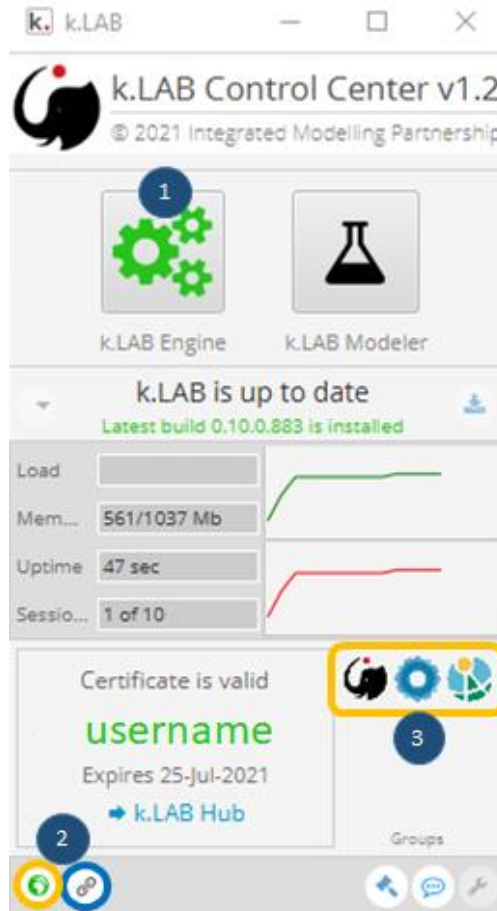 k. k.LAB
k.LAB Control Center v1.2
© 2021 Integrated Modelling Partnership
1
k.LAB Engine
k.LAB Modeler
k.LAB is up to date
Latest build 0.10.0.883 is installed
Load
Mem... 561/1037 Mb
Uptime 47 sec
Sessio... 1 of 10
Certificate is valid
username
Expires 25-Jul-2021
k.LAB Hub
3
Groups
2